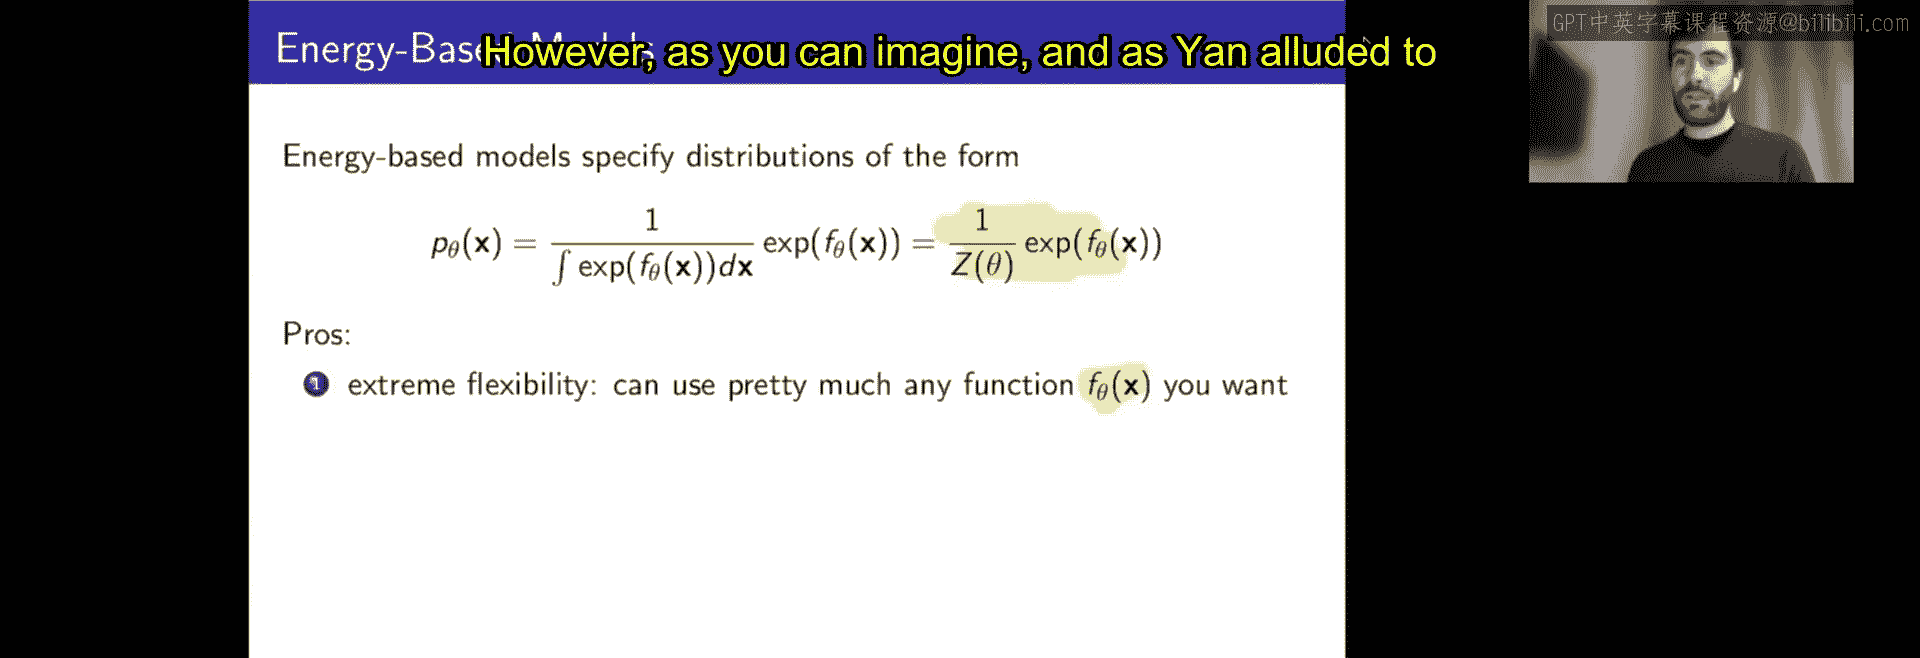 Energy-Based Models
However, as you can imagine, and as Yan alluded to
GPT中英字幕课程资源@bilibili.com
Energy-based models specify distributions of the form
pθ(x) = 1 / ∫ exp(fθ(x))dx exp(fθ(x)) = 1 / Z(θ) exp(fθ(x))
Pros:
1 extreme flexibility: can use pretty much any function fθ(x) you want